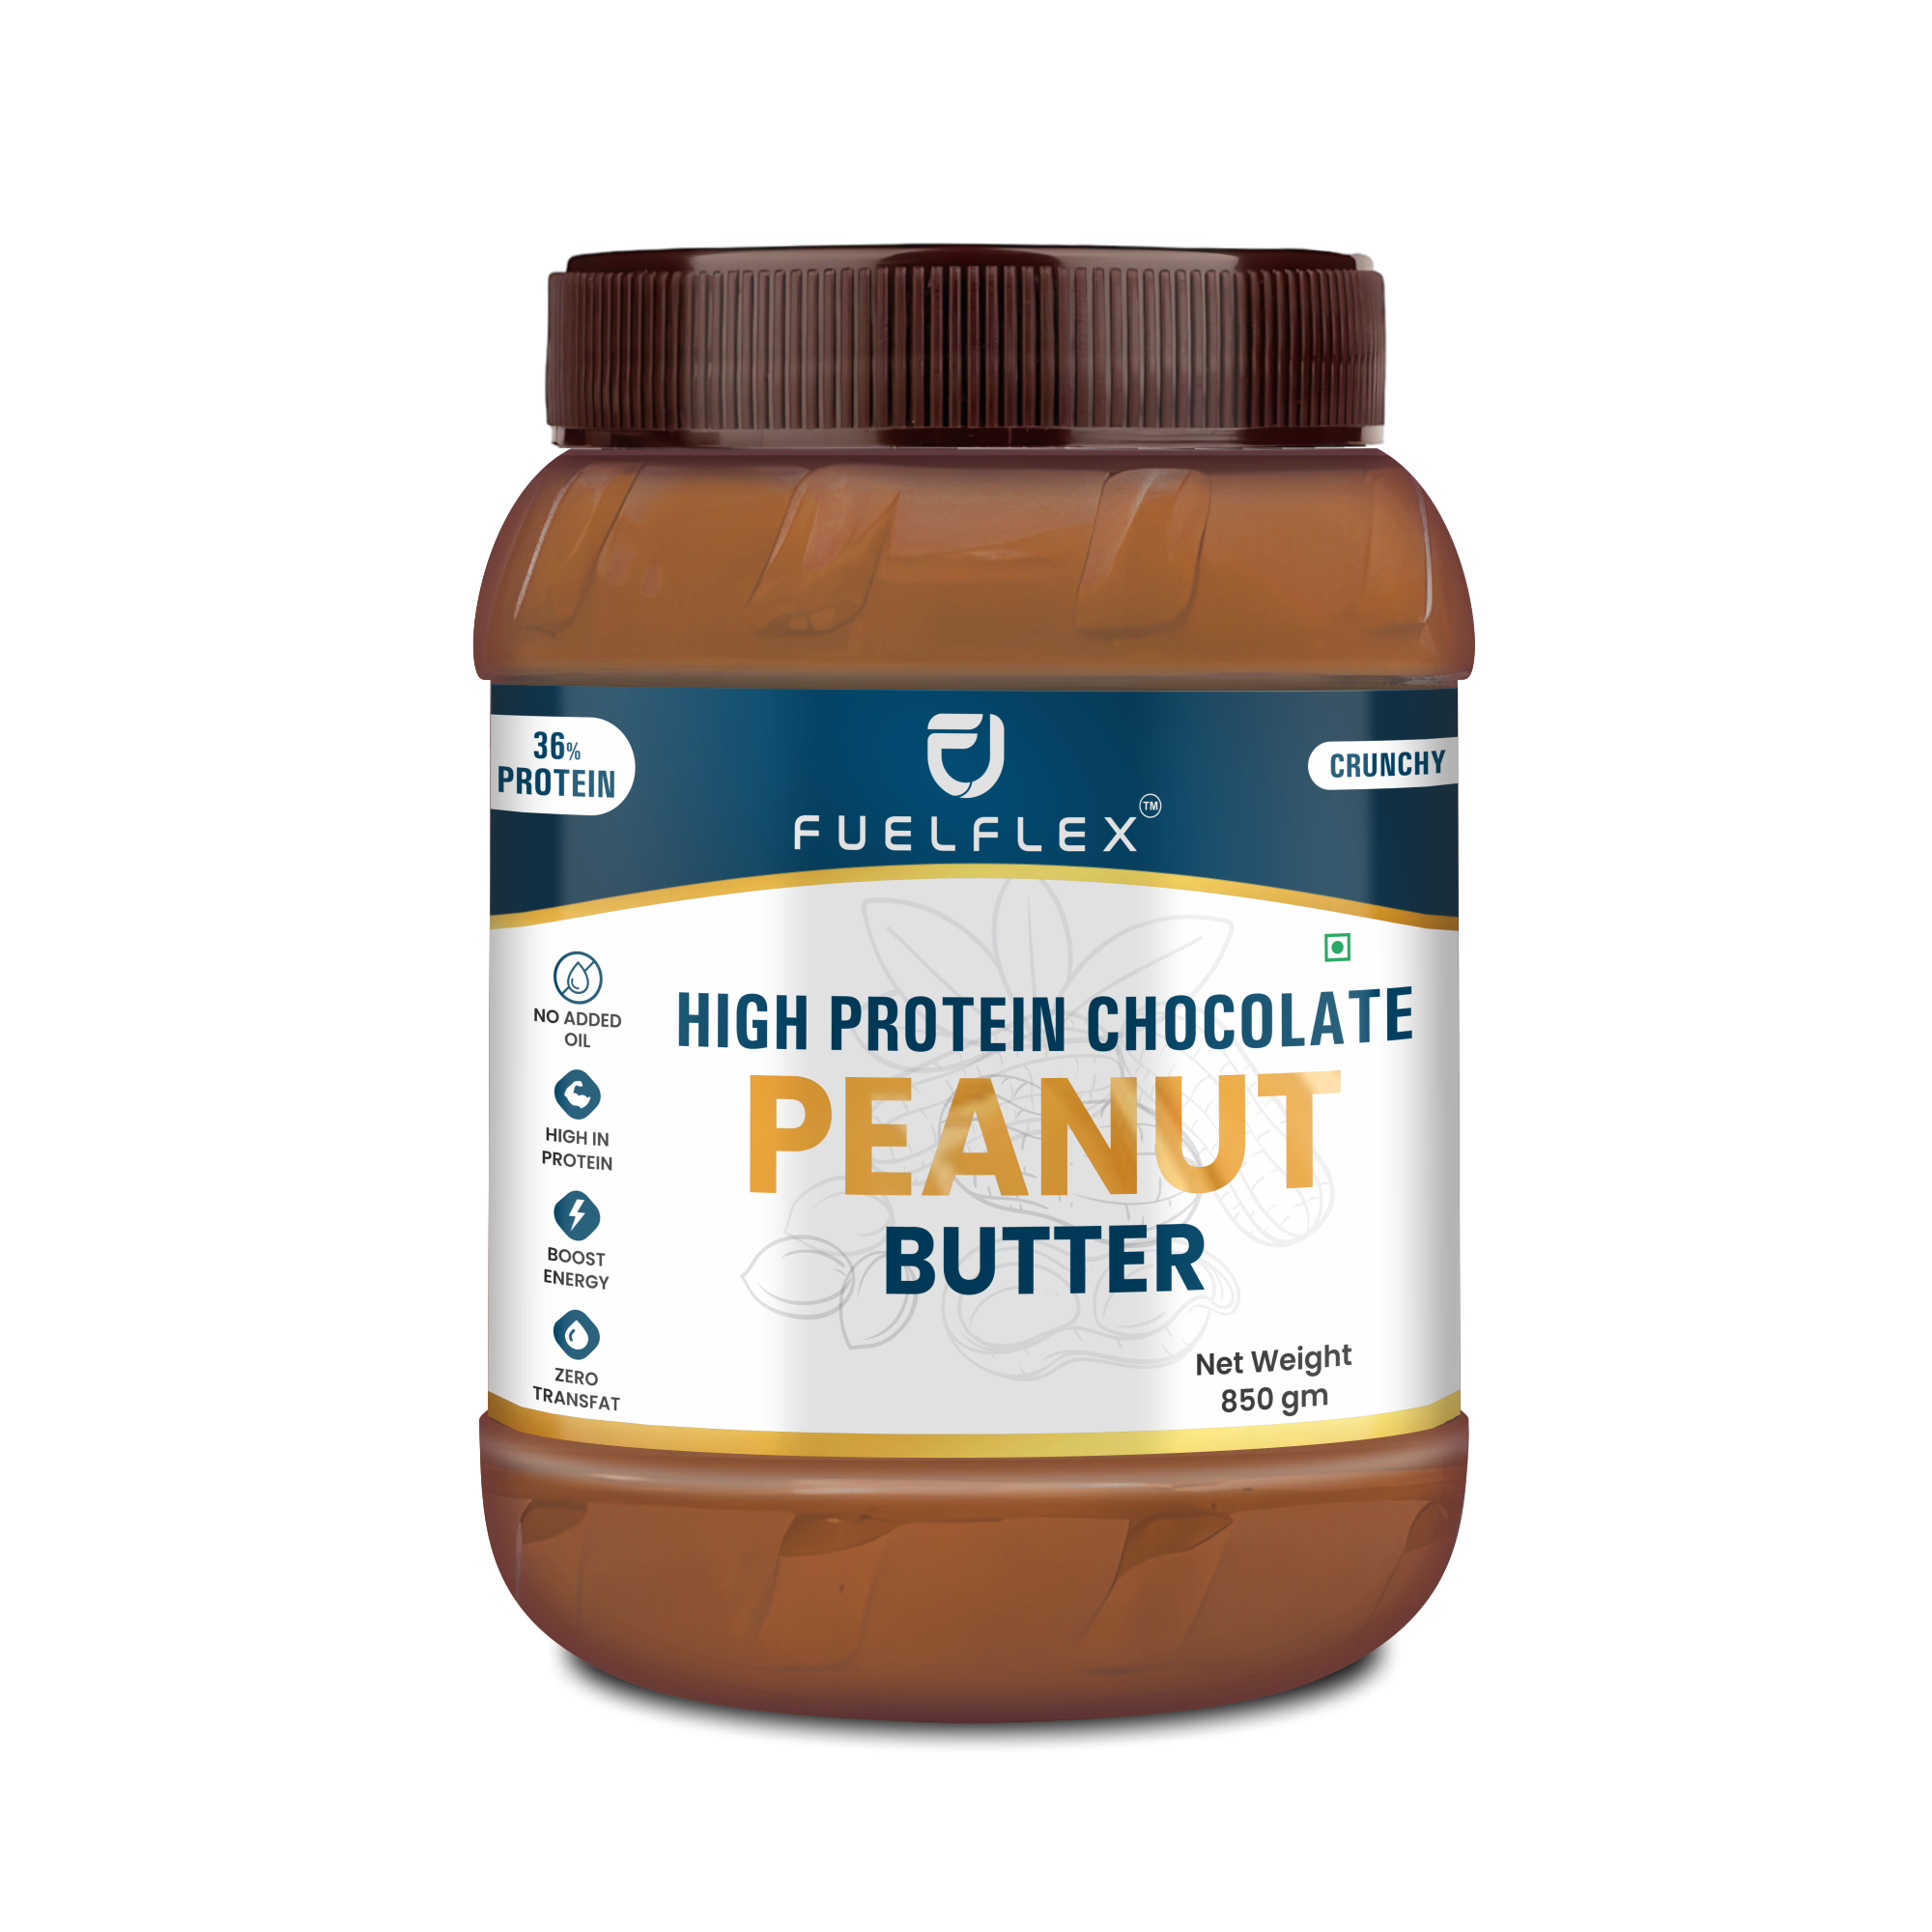 36%
PROTEIN
CRUNCHY
FUELFLEX™
NO ADDED
OIL
HIGH IN
PROTEIN
BOOST
ENERGY
ZERO
TRANSFAT
HIGH PROTEIN CHOCOLATE
PEANUT
BUTTER
Net Weight
850 gm